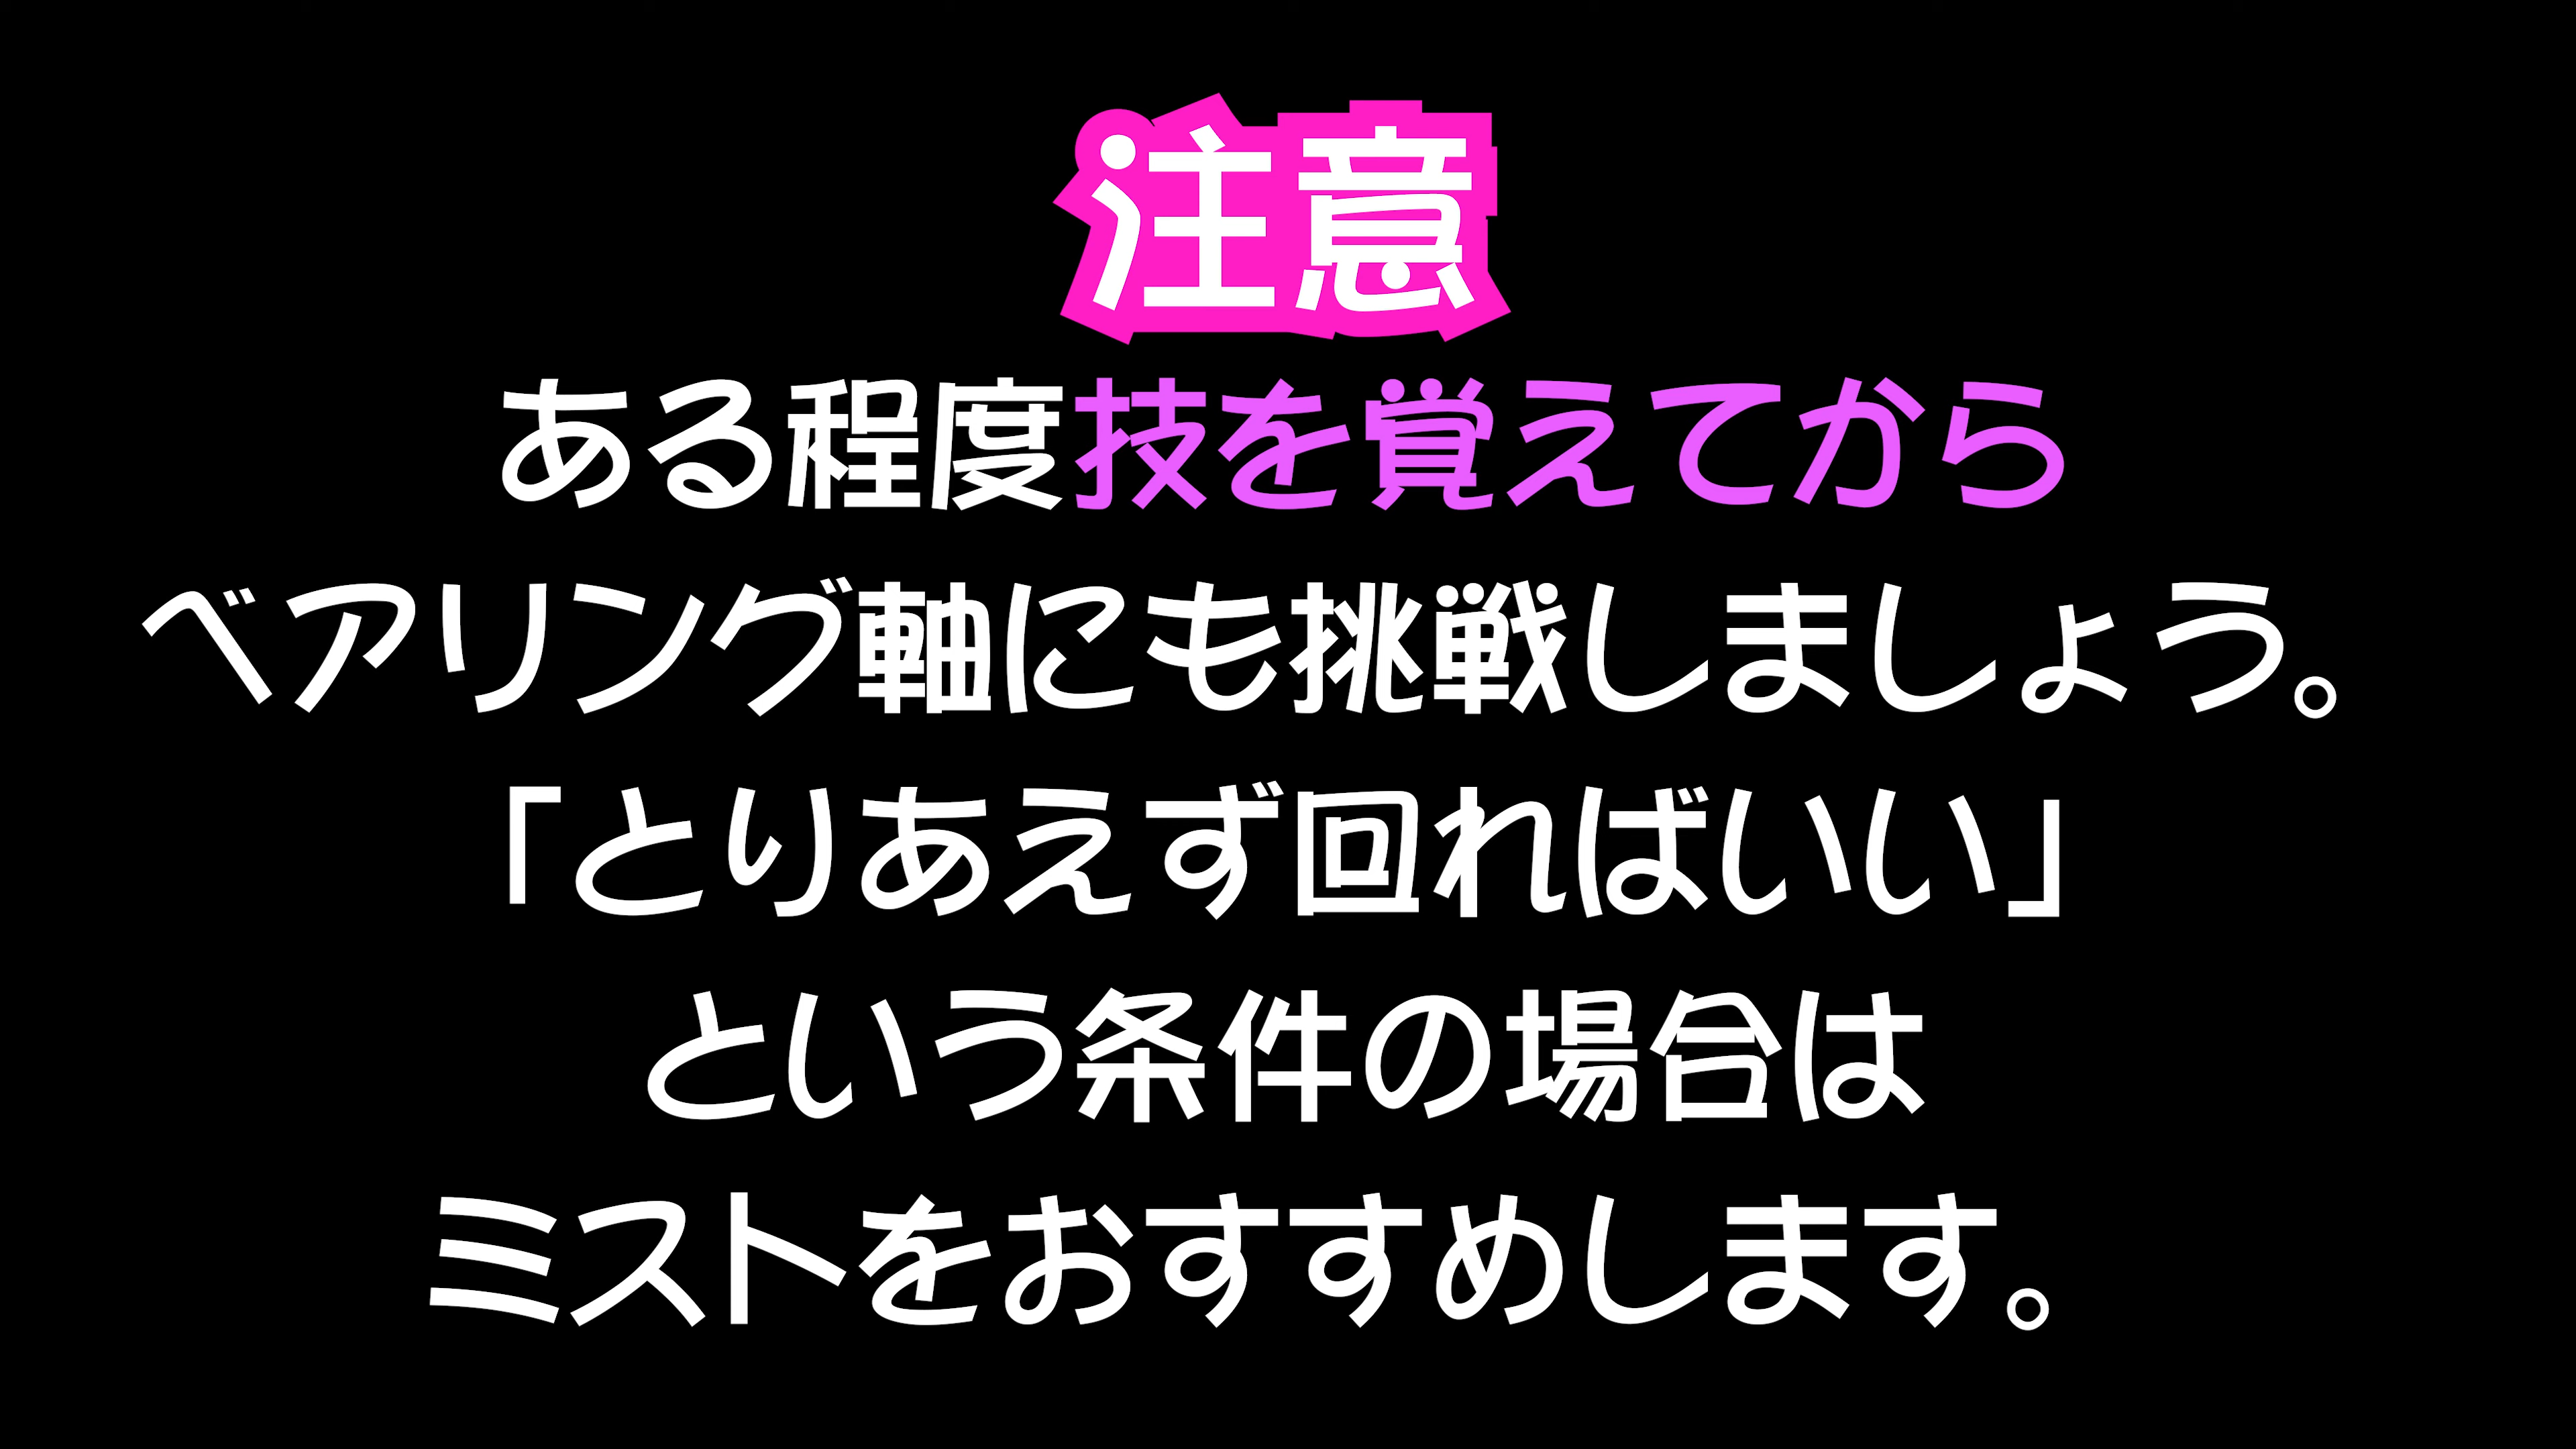 注意
ある程度技を覚えてから
ベアリング軸にも挑戦しましょう。
「とりあえず回ればいい」
という条件の場合は
ミストをおすすめします。